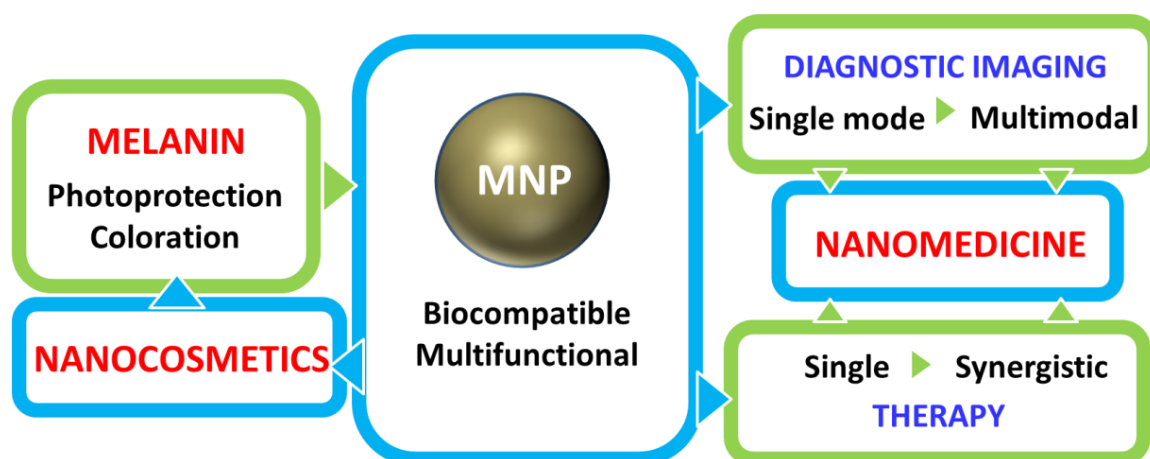 MELANIN
Photoprotection
Coloration
NANOCOSMETICS
MNP
Biocompatible
Multifunctional
DIAGNOSTIC IMAGING
Single mode Multimodal
NANOMEDICINE
Single Synergistic
THERAPY